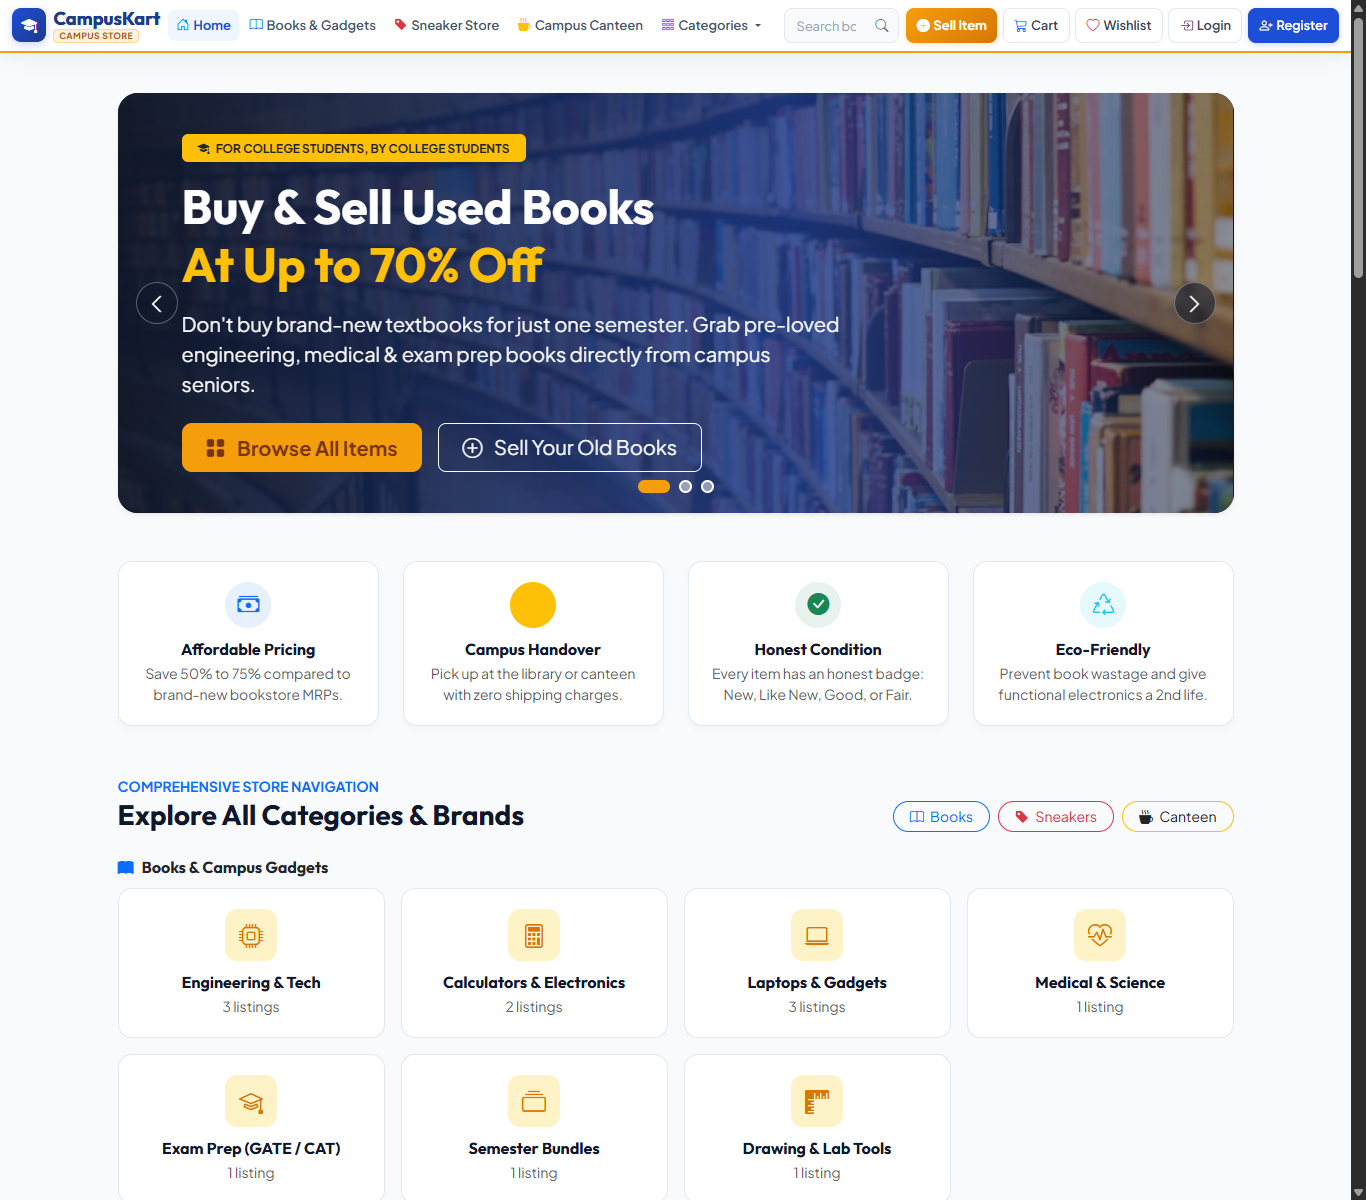 CampusKart
CAMPUS STORE
Home
Books & Gadgets
Sneaker Store
Campus Canteen
Categories
Search bc
Sell Item
Cart
Wishlist
Login
Register
FOR COLLEGE STUDENTS, BY COLLEGE STUDENTS
Buy & Sell Used Books
At Up to 70% Off
Don't buy brand-new textbooks for just one semester. Grab pre-loved
engineering, medical & exam prep books directly from campus
seniors.
Browse All Items
Sell Your Old Books
Affordable Pricing
Save 50% to 75% compared to
brand-new bookstore MRPs.
Campus Handover
Pick up at the library or canteen
with zero shipping charges.
Honest Condition
Every item has an honest badge:
New, Like New, Good, or Fair.
Eco-Friendly
Prevent book wastage and give
functional electronics a 2nd life.
COMPREHENSIVE STORE NAVIGATION
Explore All Categories & Brands
Books
Sneakers
Canteen
Books & Campus Gadgets
Engineering & Tech
3 listings
Calculators & Electronics
2 listings
Laptops & Gadgets
3 listings
Medical & Science
1 listing
Exam Prep (GATE / CAT)
1 listing
Semester Bundles
1 listing
Drawing & Lab Tools
1 listing